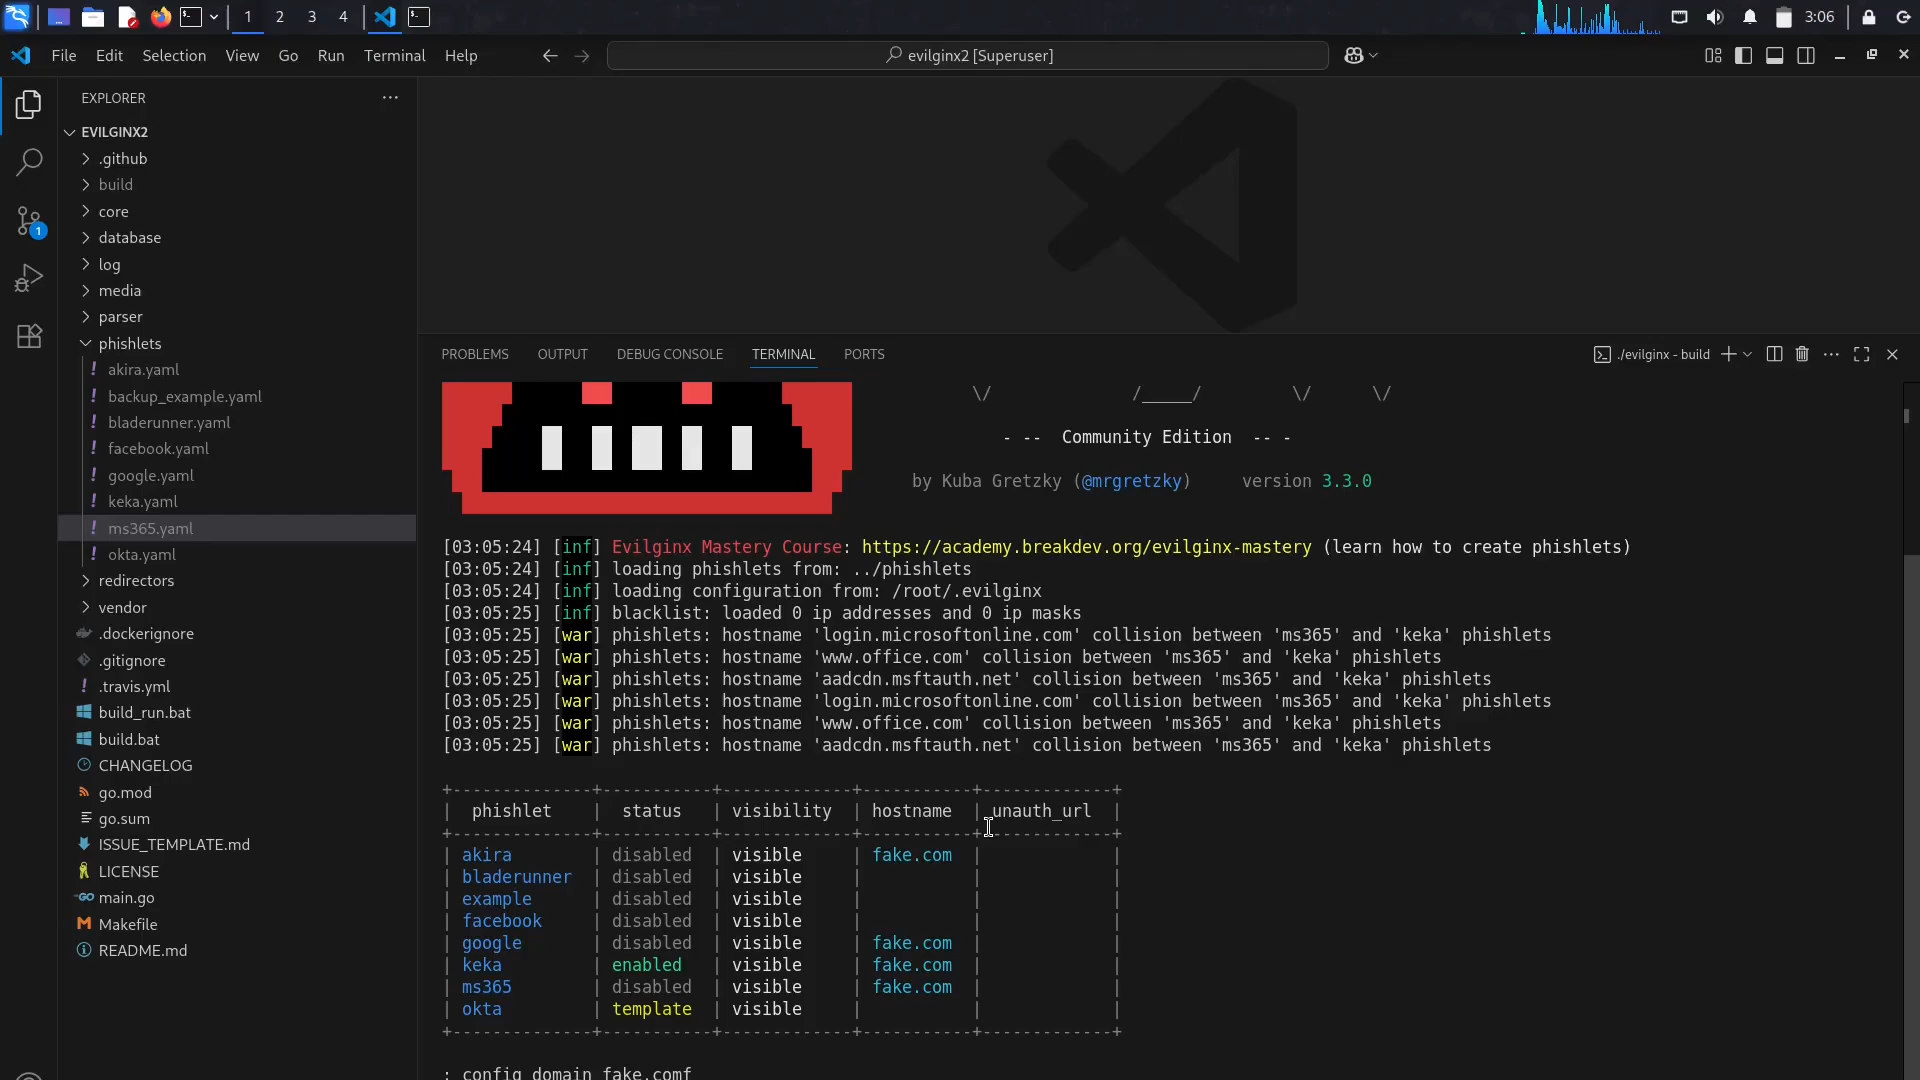 1 2 3 4 3:06
File Edit Selection View Go Run Terminal Help evilginx2 [Superuser]
EXPLORER
EVILGINX2
.github
build
core
database
log
media
parser
phishlets
akira.yaml
backup_example.yaml
bladerunner.yaml
facebook.yaml
google.yaml
keka.yaml
ms365.yaml
okta.yaml
redirectors
vendor
.dockerignore
.gitignore
.travis.yml
build_run.bat
build.bat
CHANGELOG
go.mod
go.sum
ISSUE_TEMPLATE.md
LICENSE
main.go
Makefile
README.md
1
PROBLEMS OUTPUT DEBUG CONSOLE TERMINAL PORTS ./evilginx - build
\/ /_____/ \/ \/
- -- Community Edition -- -
by Kuba Gretzky (@mrgretzky) version 3.3.0
[03:05:24] [inf] Evilginx Mastery Course: https://academy.breakdev.org/evilginx-mastery (learn how to create phishlets)
[03:05:24] [inf] loading phishlets from: ../phishlets
[03:05:24] [inf] loading configuration from: /root/.evilginx
[03:05:25] [inf] blacklist: loaded 0 ip addresses and 0 ip masks
[03:05:25] [war] phishlets: hostname 'login.microsoftonline.com' collision between 'ms365' and 'keka' phishlets
[03:05:25] [war] phishlets: hostname 'www.office.com' collision between 'ms365' and 'keka' phishlets
[03:05:25] [war] phishlets: hostname 'aadcdn.msftauth.net' collision between 'ms365' and 'keka' phishlets
[03:05:25] [war] phishlets: hostname 'login.microsoftonline.com' collision between 'ms365' and 'keka' phishlets
[03:05:25] [war] phishlets: hostname 'www.office.com' collision between 'ms365' and 'keka' phishlets
[03:05:25] [war] phishlets: hostname 'aadcdn.msftauth.net' collision between 'ms365' and 'keka' phishlets
+--------------+-----------+-------------+-----------+-------------+
| phishlet | status | visibility | hostname | unauth_url |
+--------------+-----------+-------------+-----------+-------------+
| akira | disabled | visible | fake.com | |
| bladerunner | disabled | visible | | |
| example | disabled | visible | | |
| facebook | disabled | visible | | |
| google | disabled | visible | fake.com | |
| keka | enabled | visible | fake.com | |
| ms365 | disabled | visible | fake.com | |
| okta | template | visible | | |
+--------------+-----------+-------------+-----------+-------------+
: config domain fake.comf